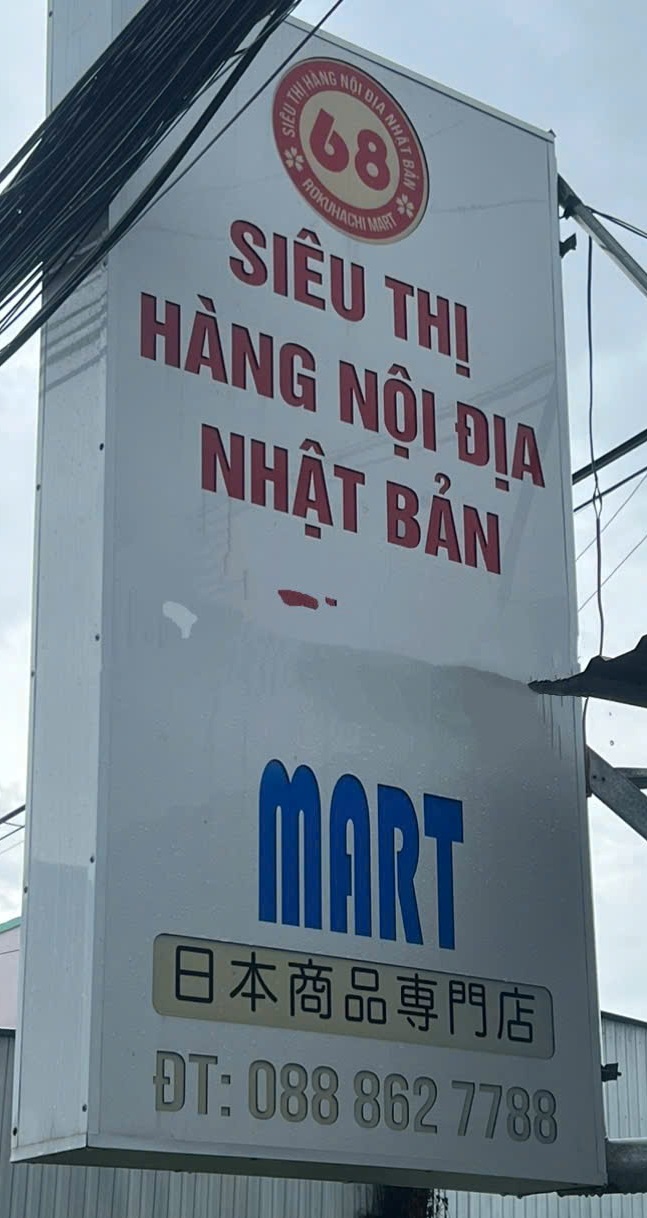 SIÊU THỊ HÀNG NỘI ĐỊA NHẬT BẢN
68
ROKUHACHI MART
SIÊU THỊ
HÀNG NỘI ĐỊA
NHẬT BẢN
MART
日本商品専門店
ĐT: 088 862 7788